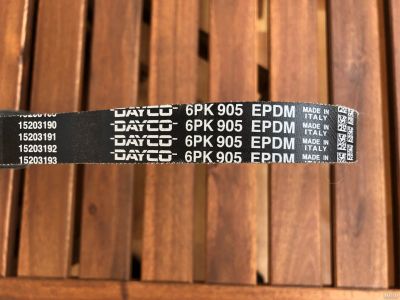 DAYCO 6PK 905 EPDM MADE IN ITALY
15203190 DAYCO 6PK 905 EPDM MADE IN ITALY
15203191 DAYCO 6PK 905 EPDM MADE IN ITALY
15203192 DAYCO 6PK 905 EPDM MADE IN ITALY
15203193